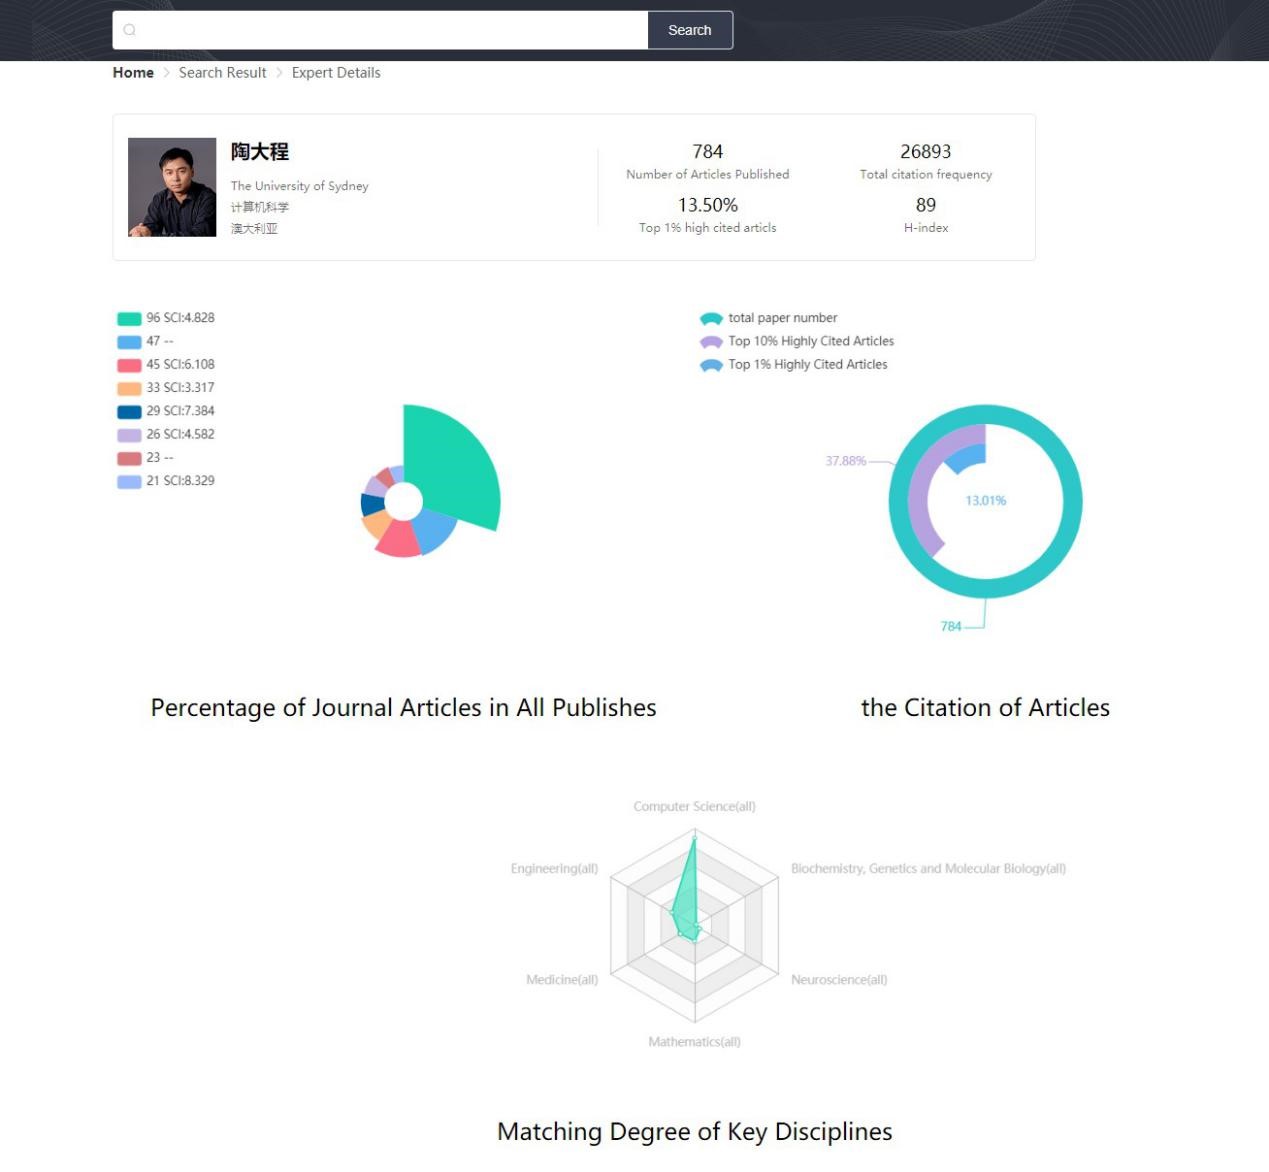 Search
Home > Search Result > Expert Details
陶大程
The University of Sydney
计算机科学
澳大利亚
784
Number of Articles Published
26893
Total citation frequency
13.50%
Top 1% high cited articls
89
H-index
96 SCI:4.828
47 --
45 SCI:6.108
33 SCI:3.317
29 SCI:7.384
26 SCI:4.582
23 --
21 SCI:8.329
Percentage of Journal Articles in All Publishes
total paper number
Top 10% Highly Cited Articles
Top 1% Highly Cited Articles
37.88%
13.01%
784
the Citation of Articles
Computer Science(all)
Engineering(all)
Biochemistry, Genetics and Molecular Biology(all)
Medicine(all)
Neuroscience(all)
Mathematics(all)
Matching Degree of Key Disciplines